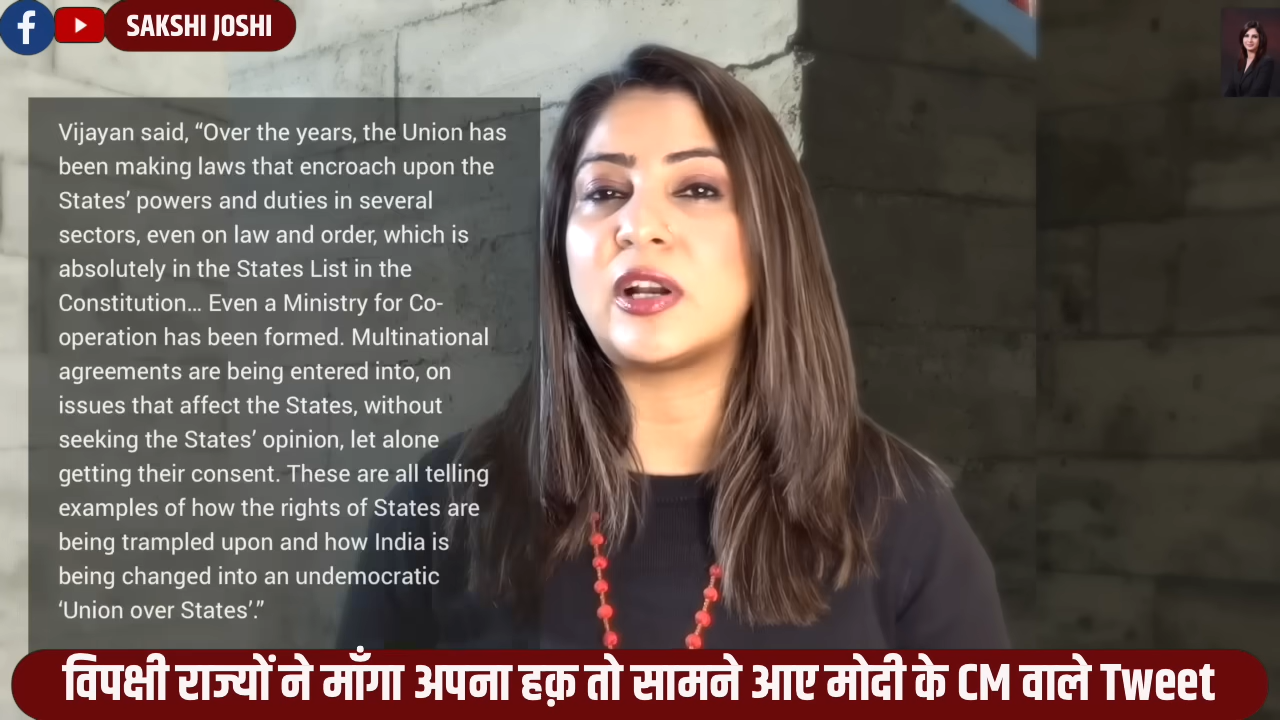 SAKSHI JOSHI
Vijayan said, “Over the years, the Union has
been making laws that encroach upon the
States’ powers and duties in several
sectors, even on law and order, which is
absolutely in the States List in the
Constitution… Even a Ministry for Co-
operation has been formed. Multinational
agreements are being entered into, on
issues that affect the States, without
seeking the States’ opinion, let alone
getting their consent. These are all telling
examples of how the rights of States are
being trampled upon and how India is
being changed into an undemocratic
‘Union over States’.”
विपक्षी राज्यों ने माँगा अपना हक़ तो सामने आए मोदी के CM वाले Tweet